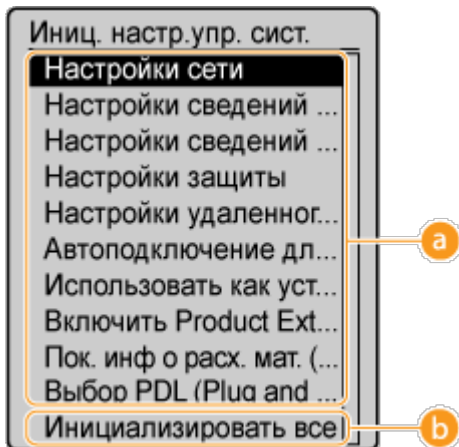 Иниц. настр.упр. сист.
Настройки сети
Настройки сведений ...
Настройки сведений ...
Настройки защиты
Настройки удаленног...
Автоподключение дл...
Использовать как уст...
Включить Product Ext...
Пок. инф о расх. мат. (...
Выбор PDL (Plug and ...
Инициализировать все
a
b